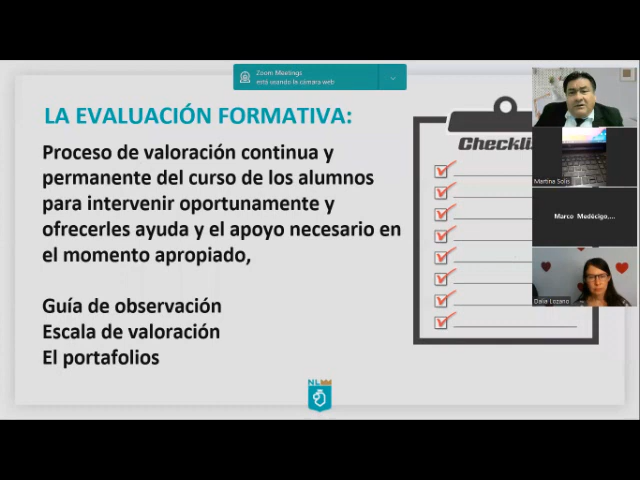 Zoom Meetings
está usando la cámara web
LA EVALUACIÓN FORMATIVA:
Proceso de valoración continua y
permanente del curso de los alumnos
para intervenir oportunamente y
ofrecerles ayuda y el apoyo necesario en
el momento apropiado,
Guía de observación
Escala de valoración
El portafolios
Checkli
Martina Solis
Marco Medécigo,...
Dalia Lozano
NL